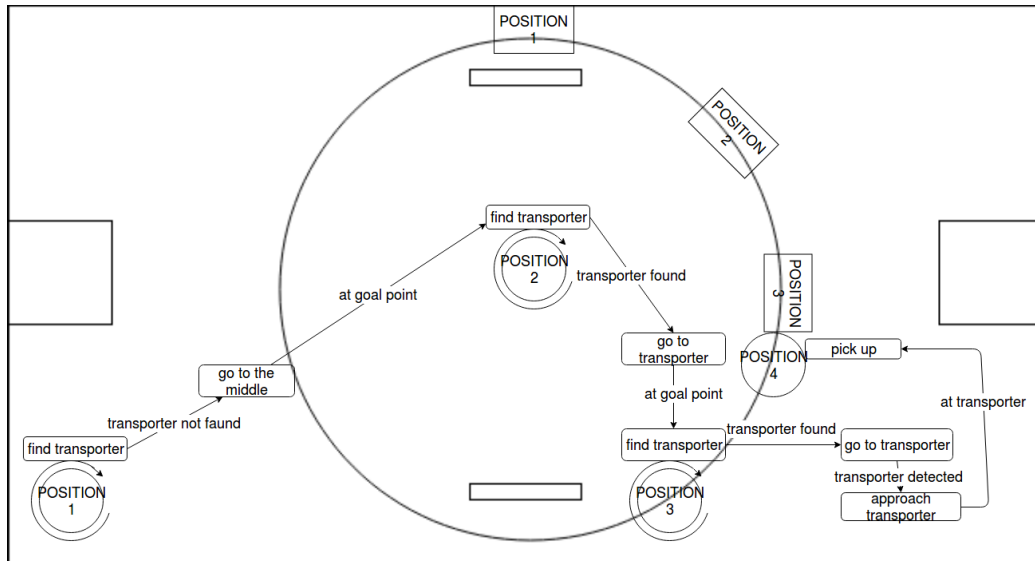 POSITION
1
POSITION
2
find transporter
POSITION
2
transporter found
at goal point
POSITION
3
go to
transporter
pick up
POSITION
4
go to the
middle
at goal point
at transporter
transporter not faund
find transporter
find transporter
transporter found
go to transporter
transporter detected
approach
transporter
POSITION
1
POSITION
3